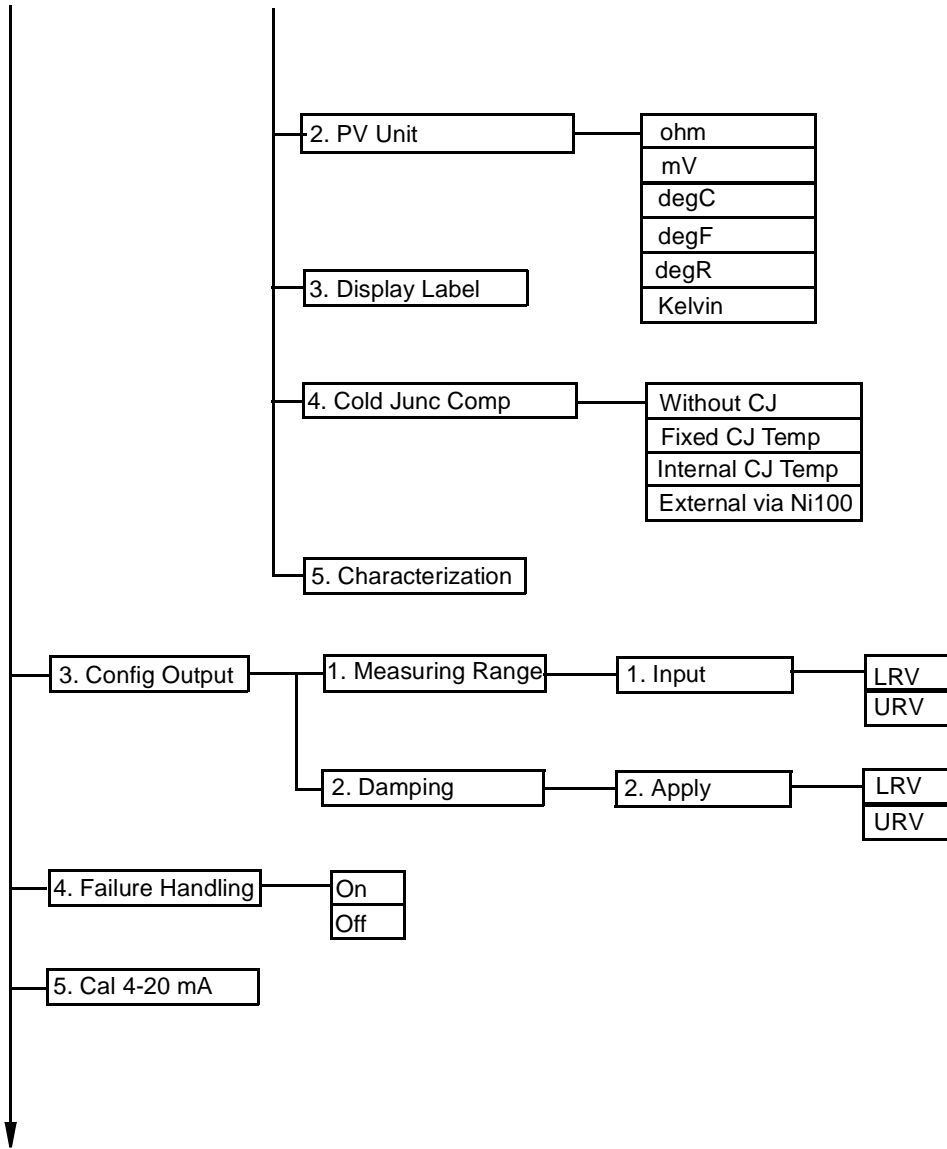 2. PV Unit
ohm
mV
degC
degF
degR
Kelvin
3. Display Label
4. Cold Junc Comp
Without CJ
Fixed CJ Temp
Internal CJ Temp
External via Ni100
5. Characterization
3. Config Output
1. Measuring Range
1. Input
LRV
URV
2. Damping
2. Apply
LRV
URV
4. Failure Handling
On
Off
5. Cal 4-20 mA